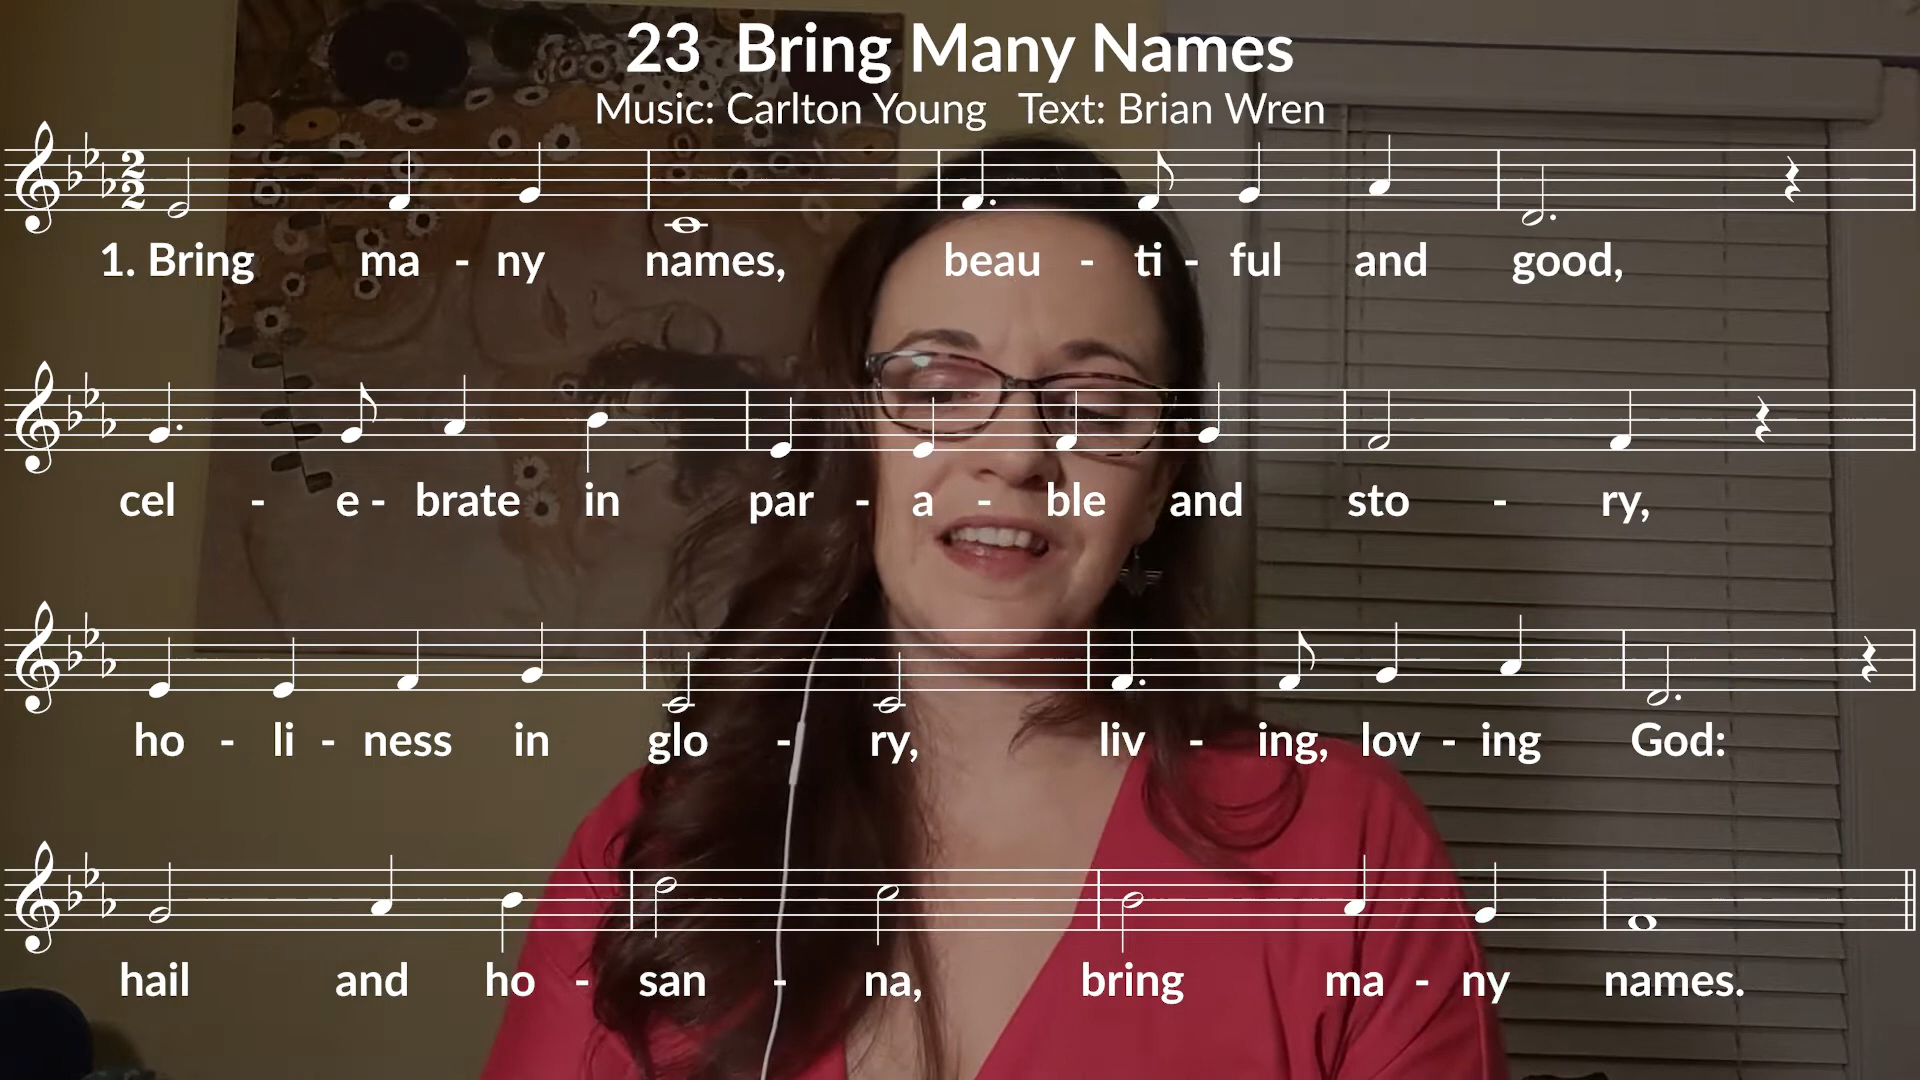 23 Bring Many Names
Music: Carlton Young Text: Brian Wren
1. Bring ma - ny names, beau - ti - ful and good,
cel - e - brate in par - a - ble and sto - ry,
ho - li - ness in glo - ry, liv - ing, lov - ing God:
hail and ho - san - na, bring ma - ny names.